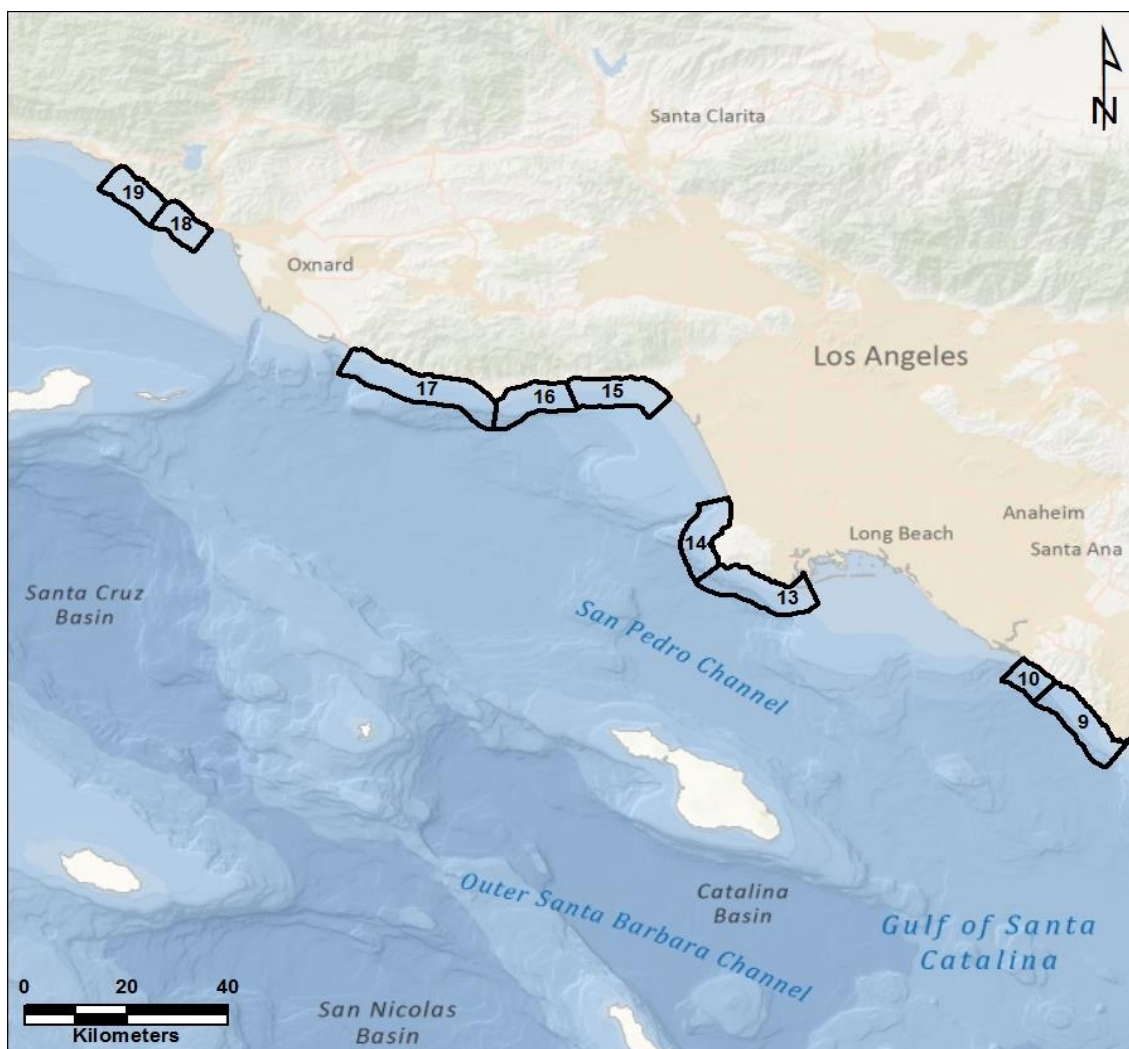 N
Santa Clarita
19
18
Oxnard
Los Angeles
17
16
15
Anaheim
Long Beach
Santa Ana
14
13
Santa Cruz
Basin
San Pedro Channel
10
9
Catalina
Basin
Outer Santa Barbara Channel
Gulf of Santa
Catalina
0 20 40
Kilometers
San Nicolas
Basin